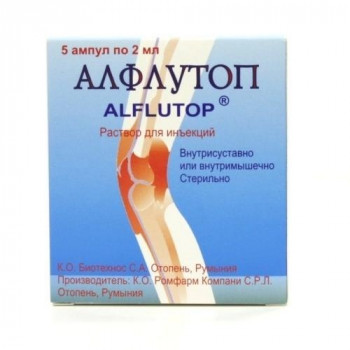 5 ампул по 2 мл
АЛФЛУТОП
ALFLUTOP®
Раствор для инъекций
Внутрисуставно
или внутримышечно
Стерильно
К.О. Биотехнос С.А. Отопень, Румыния
Производитель: К.О. Ромфарм Компани С.Р.Л.
Отопень, Румыния